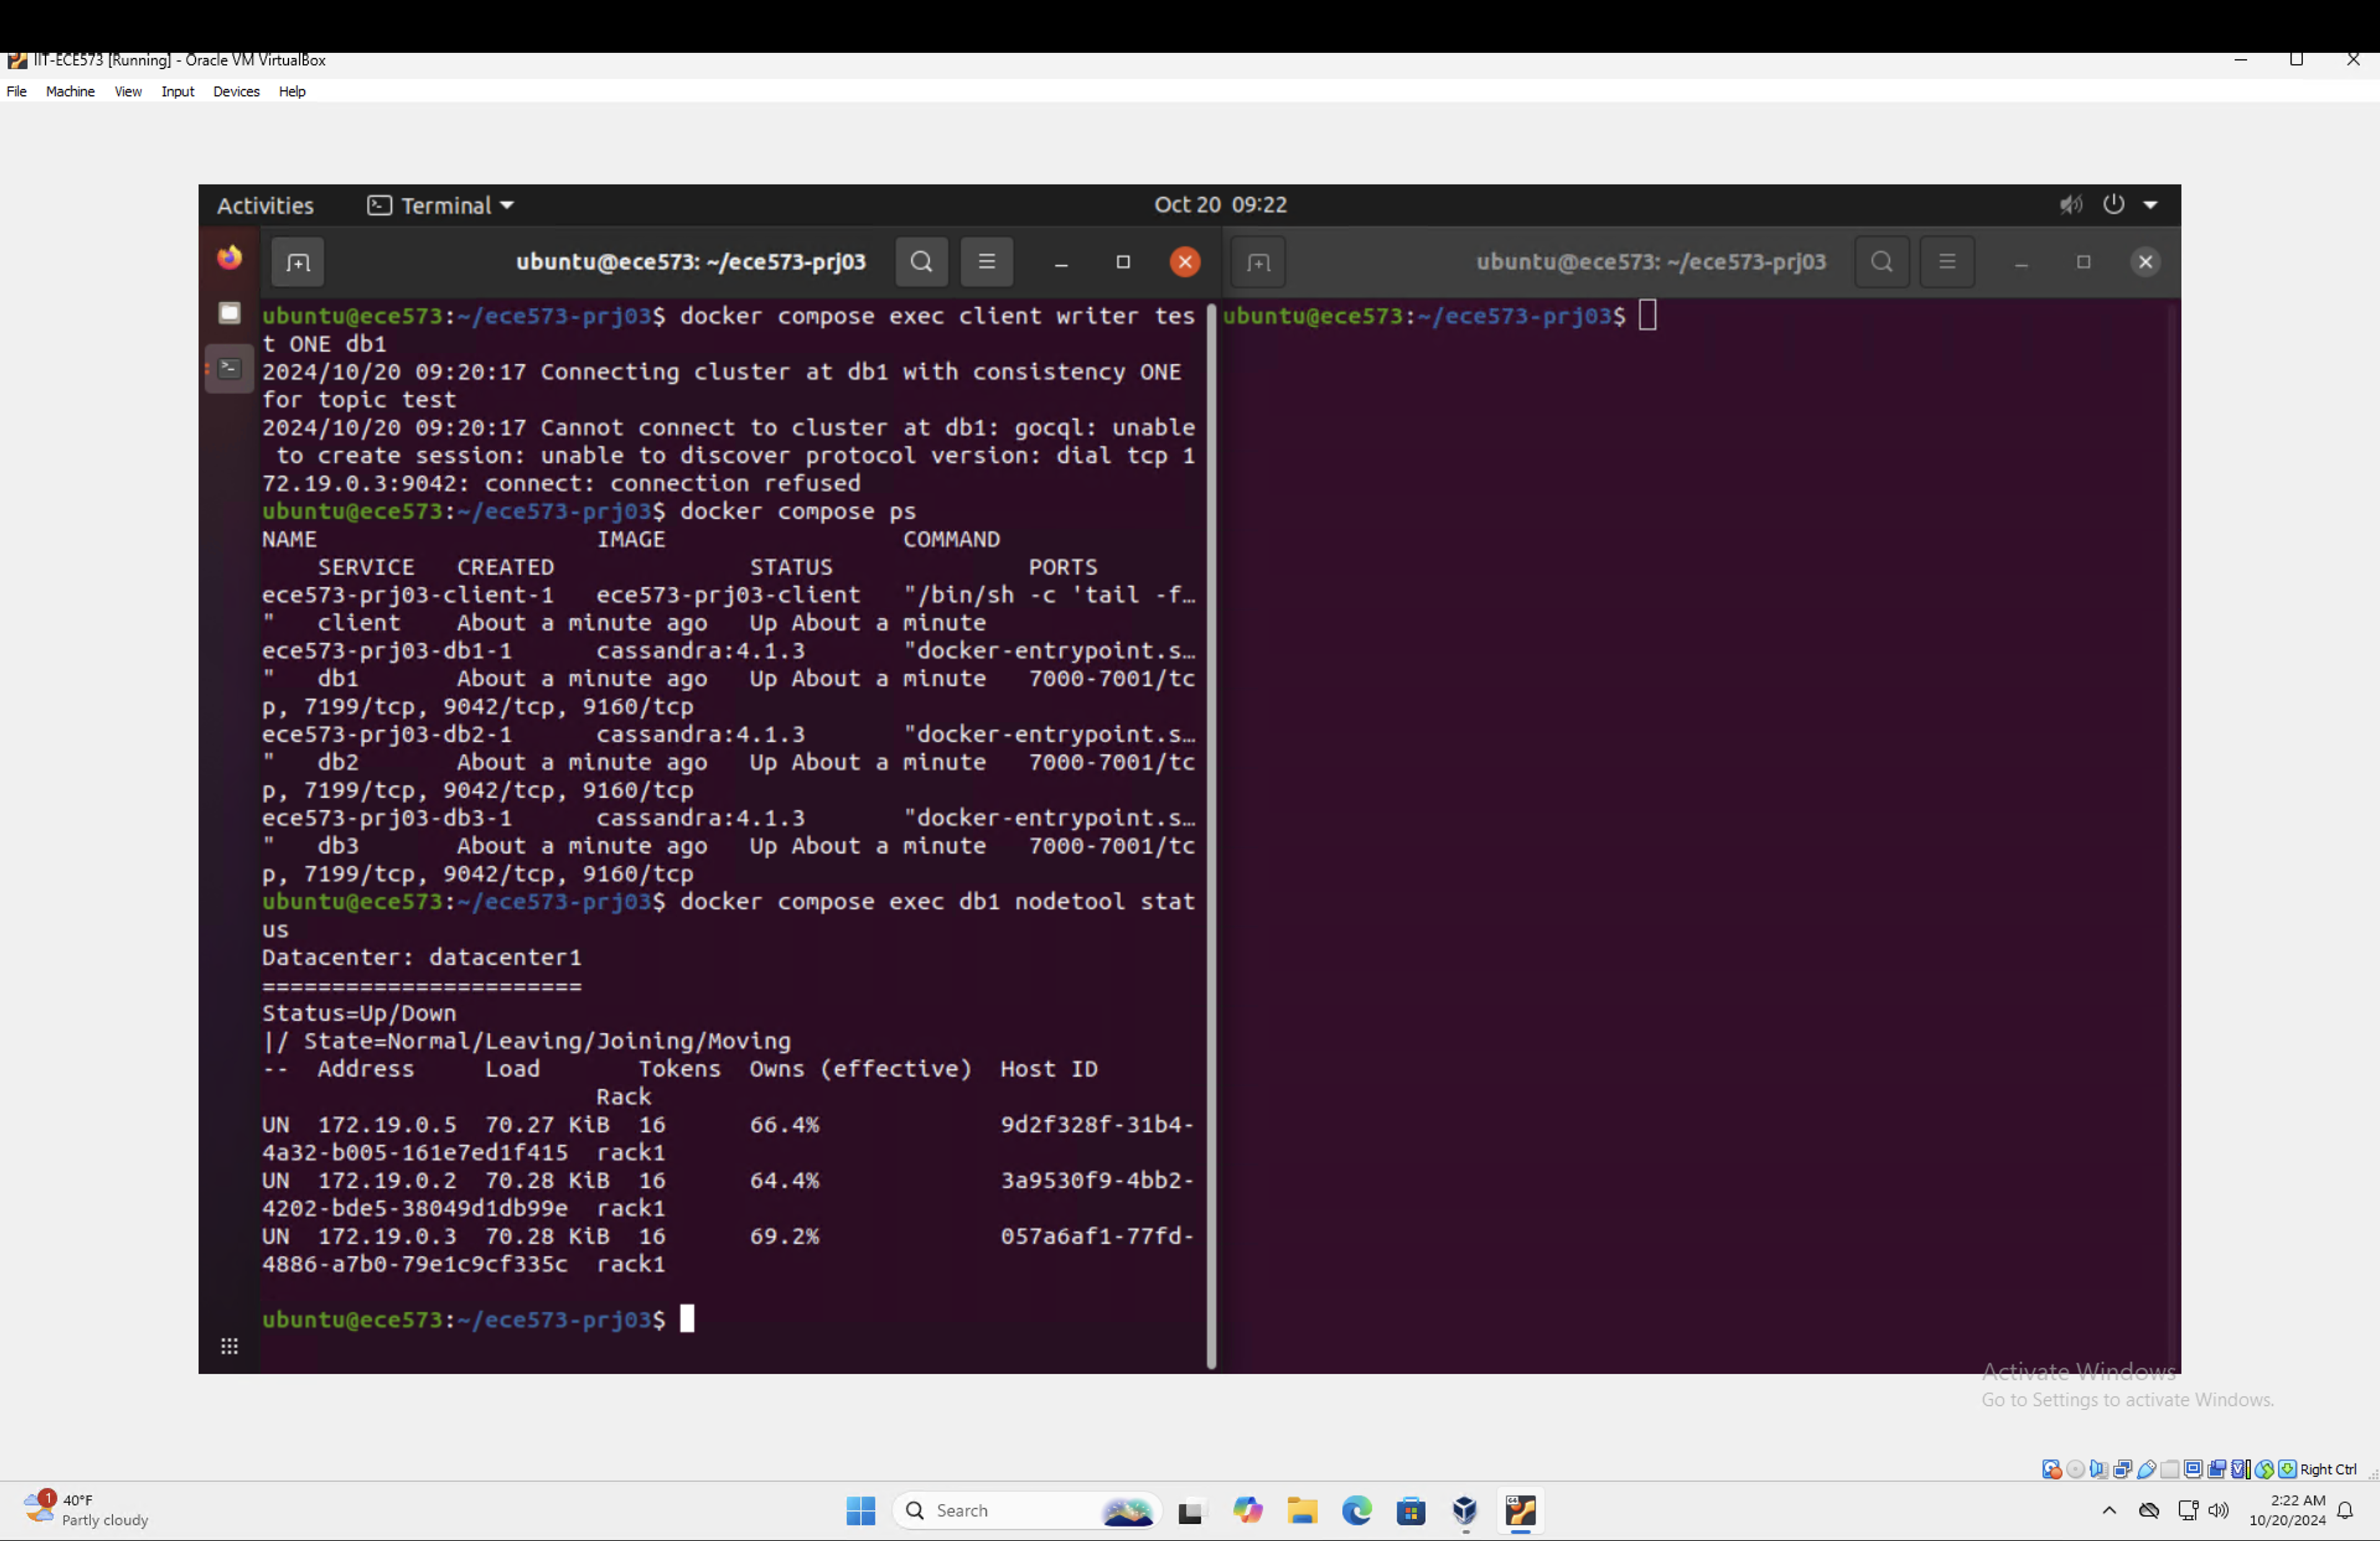 IIT-ECE573 [Running] - Oracle VM VirtualBox
File Machine View Input Devices Help
Activities Terminal Oct 20 09:22
ubuntu@ece573: ~/ece573-prj03
ubuntu@ece573:~/ece573-prj03$ docker compose exec client writer tes
t ONE db1
2024/10/20 09:20:17 Connecting cluster at db1 with consistency ONE
for topic test
2024/10/20 09:20:17 Cannot connect to cluster at db1: gocql: unable
to create session: unable to discover protocol version: dial tcp 1
72.19.0.3:9042: connect: connection refused
ubuntu@ece573:~/ece573-prj03$ docker compose ps
NAME IMAGE COMMAND
SERVICE CREATED STATUS PORTS
ece573-prj03-client-1 ece573-prj03-client "/bin/sh -c 'tail -f…
" client About a minute ago Up About a minute
ece573-prj03-db1-1 cassandra:4.1.3 "docker-entrypoint.s…
" db1 About a minute ago Up About a minute 7000-7001/tc
p, 7199/tcp, 9042/tcp, 9160/tcp
ece573-prj03-db2-1 cassandra:4.1.3 "docker-entrypoint.s…
" db2 About a minute ago Up About a minute 7000-7001/tc
p, 7199/tcp, 9042/tcp, 9160/tcp
ece573-prj03-db3-1 cassandra:4.1.3 "docker-entrypoint.s…
" db3 About a minute ago Up About a minute 7000-7001/tc
p, 7199/tcp, 9042/tcp, 9160/tcp
ubuntu@ece573:~/ece573-prj03$ docker compose exec db1 nodetool stat
us
Datacenter: datacenter1
=======================
Status=Up/Down
|/ State=Normal/Leaving/Joining/Moving
-- Address Load Tokens Owns (effective) Host ID
Rack
UN 172.19.0.5 70.27 KiB 16 66.4% 9d2f328f-31b4-
4a32-b005-161e7ed1f415 rack1
UN 172.19.0.2 70.28 KiB 16 64.4% 3a9530f9-4bb2-
4202-bde5-38049d1db99e rack1
UN 172.19.0.3 70.28 KiB 16 69.2% 057a6af1-77fd-
4886-a7b0-79e1c9cf335c rack1
ubuntu@ece573:~/ece573-prj03$
ubuntu@ece573: ~/ece573-prj03
ubuntu@ece573:~/ece573-prj03$
Activate Windows
Go to Settings to activate Windows.
Right Ctrl
1
40°F
Partly cloudy
Search
2:22 AM
10/20/2024